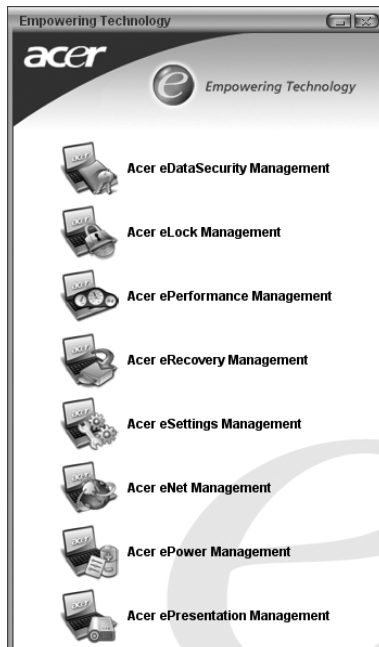 Empowering Technology
acer
e Empowering Technology
Acer eDataSecurity Management
Acer eLock Management
Acer ePerformance Management
Acer eRecovery Management
Acer eSettings Management
Acer eNet Management
Acer ePower Management
Acer ePresentation Management